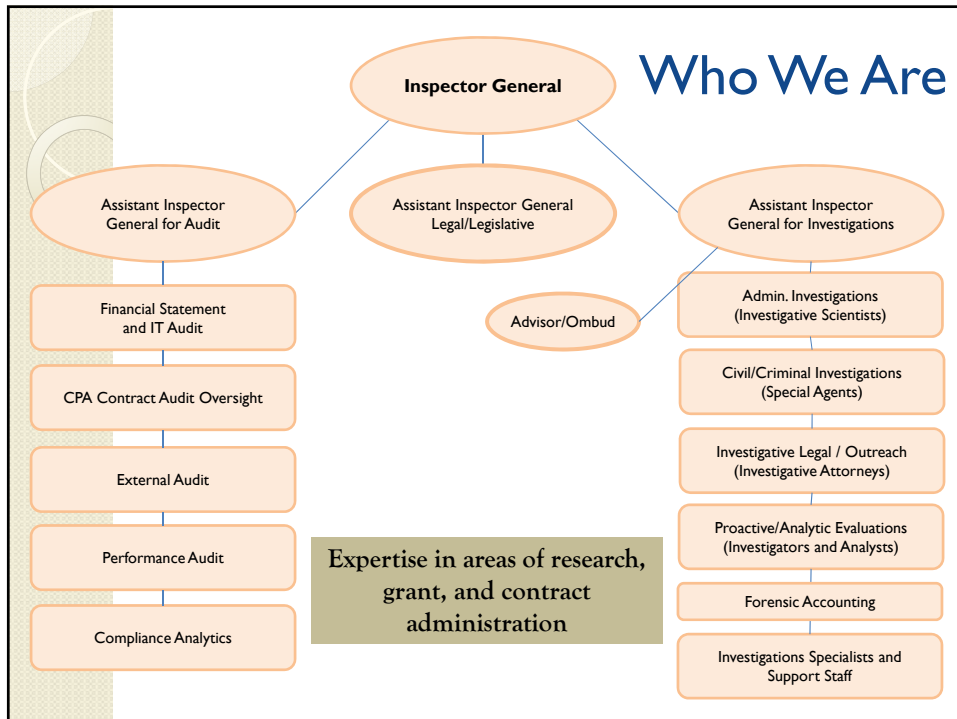 Who We Are
Inspector General
Assistant Inspector
General for Audit
Assistant Inspector General
Legal/Legislative
Assistant Inspector
General for Investigations
Advisor/Ombud
Financial Statement
and IT Audit
CPA Contract Audit Oversight
External Audit
Performance Audit
Compliance Analytics
Admin. Investigations
(Investigative Scientists)
Civil/Criminal Investigations
(Special Agents)
Investigative Legal / Outreach
(Investigative Attorneys)
Proactive/Analytic Evaluations
(Investigators and Analysts)
Forensic Accounting
Investigations Specialists and
Support Staff
Expertise in areas of research,
grant, and contract
administration